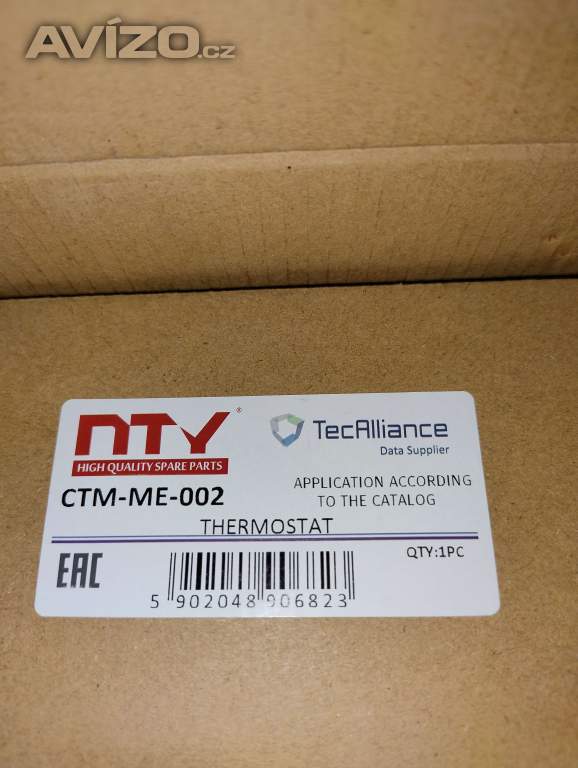 AVÍZO.cz
NTY®
HIGH QUALITY SPARE PARTS
TecAlliance
Data Supplier
CTM-ME-002
APPLICATION ACCORDING
TO THE CATALOG
THERMOSTAT
EAC
QTY:1PC
5 902048 906823